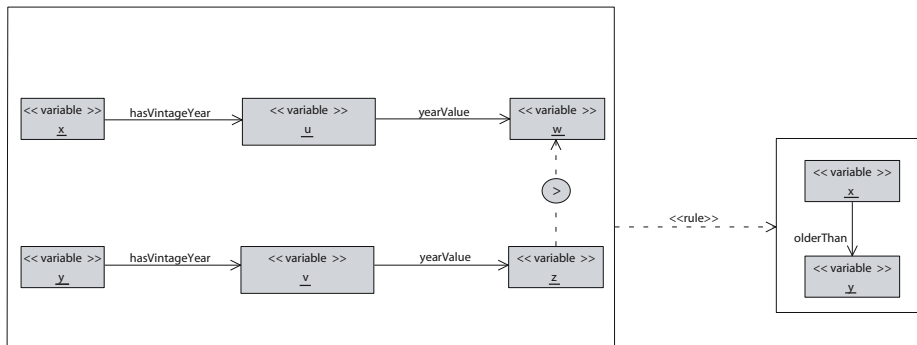 << variable >>
x
hasVintageYear
<< variable >>
u
yearValue
<< variable >>
w
>
<< variable >>
y
hasVintageYear
<< variable >>
v
yearValue
<< variable >>
z
<<rule>>
<< variable >>
x
olderThan
<< variable >>
y